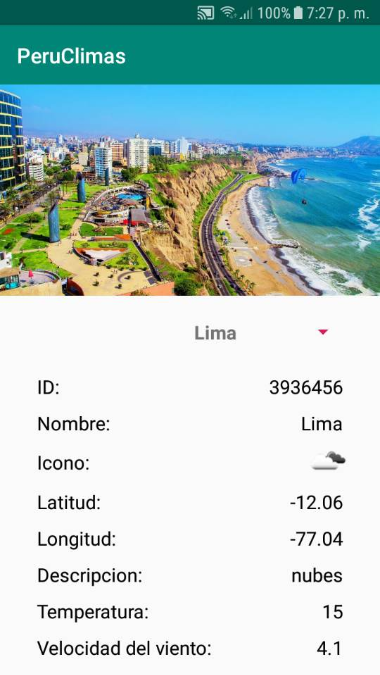 100% 7:27 p. m.
PeruClimas
Lima
ID: 3936456
Nombre: Lima
Icono:
Latitud: -12.06
Longitud: -77.04
Descripcion: nubes
Temperatura: 15
Velocidad del viento: 4.1